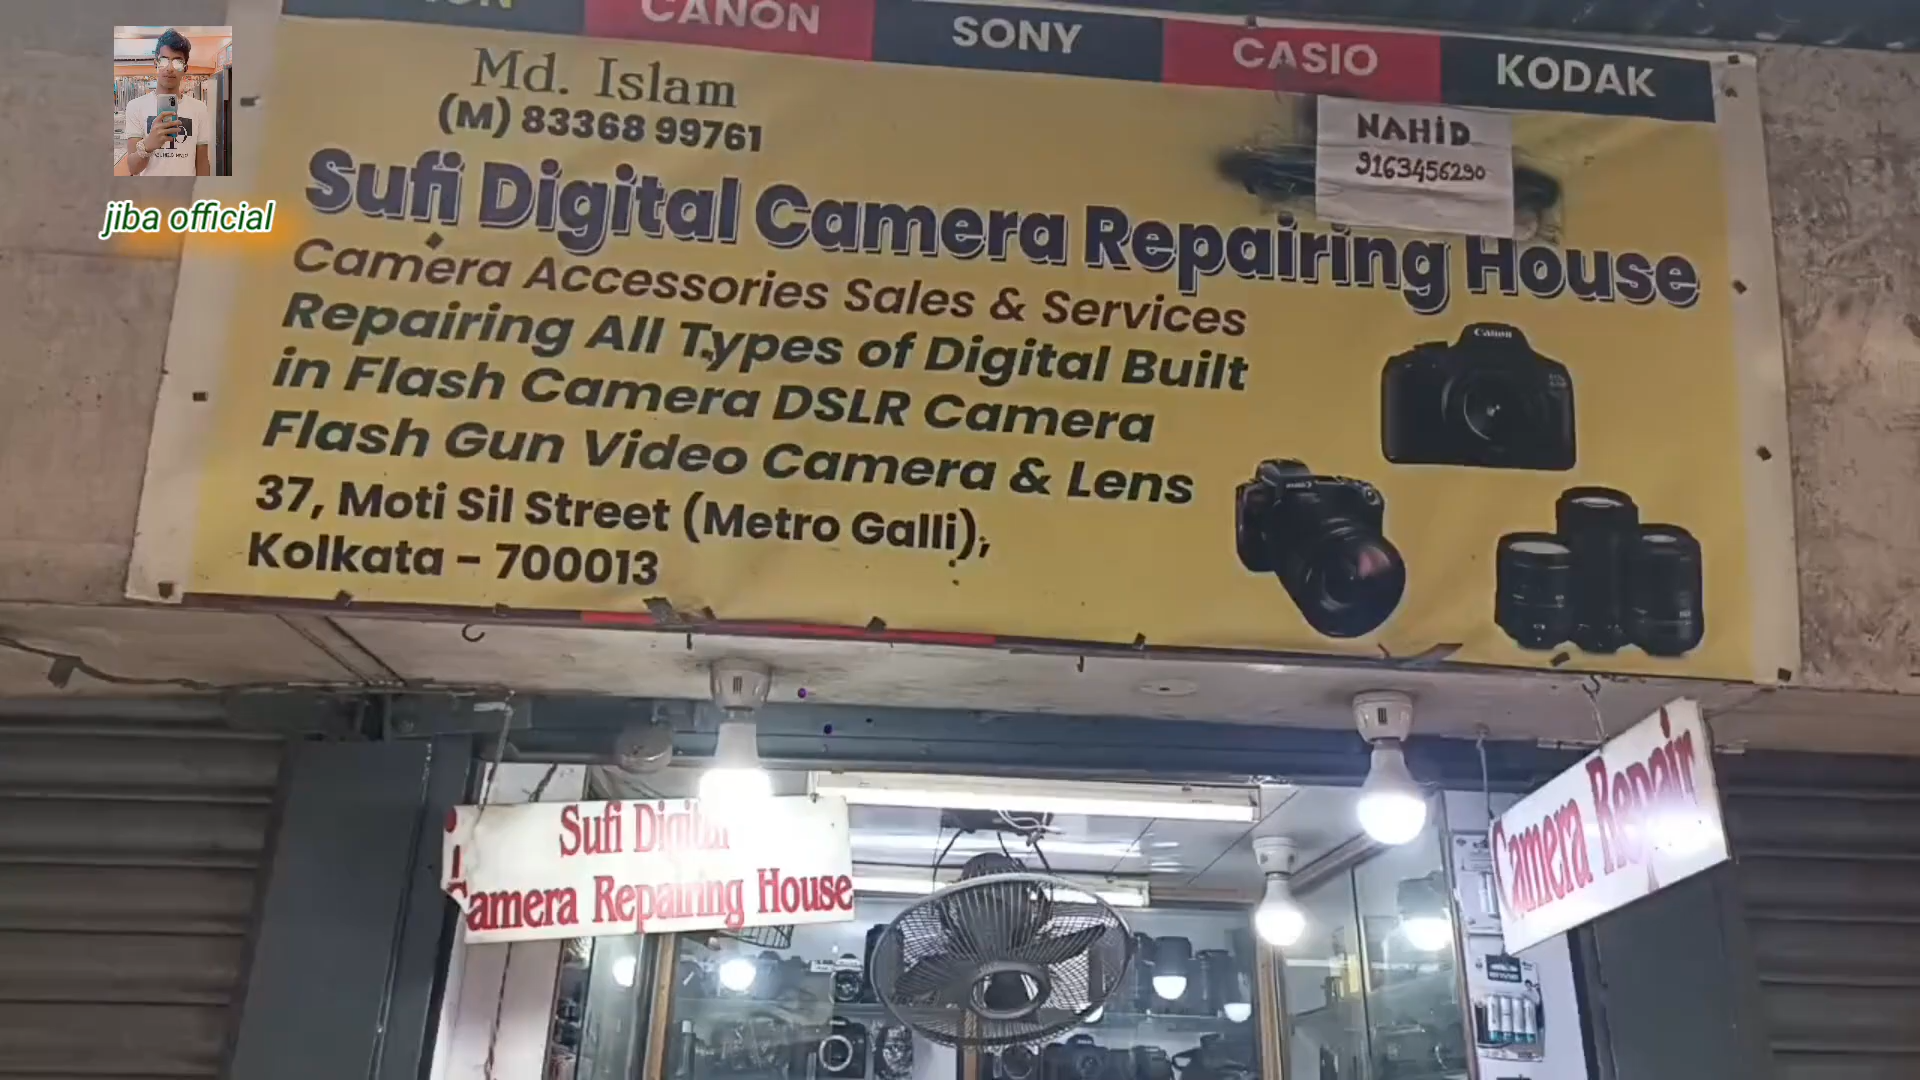 CANON
SONY
CASIO
KODAK
Md. Islam
(M) 83368 99761
NAHiD
9163456290
Sufi Digital Camera Repairing House
Camera Accessories Sales & Services
Repairing All Types of Digital Built
in Flash Camera DSLR Camera
Flash Gun Video Camera & Lens
37, Moti Sil Street (Metro Galli),
Kolkata - 700013
jiba official
Canon
Sufi Digital
Camera Repairing House
Camera Repair